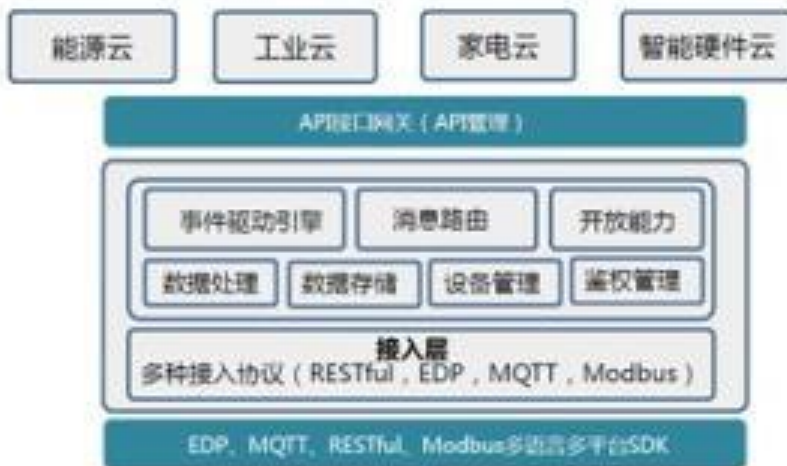 能源云 工业云 家电云 智能硬件云
API接口网关（API管理）
事件驱动引擎 消息路由 开放能力
数据处理 数据存储 设备管理 鉴权管理
接入层
多种接入协议（RESTful，EDP，MQTT，Modbus）
EDP、MQTT、RESTful、Modbus多语言多平台SDK